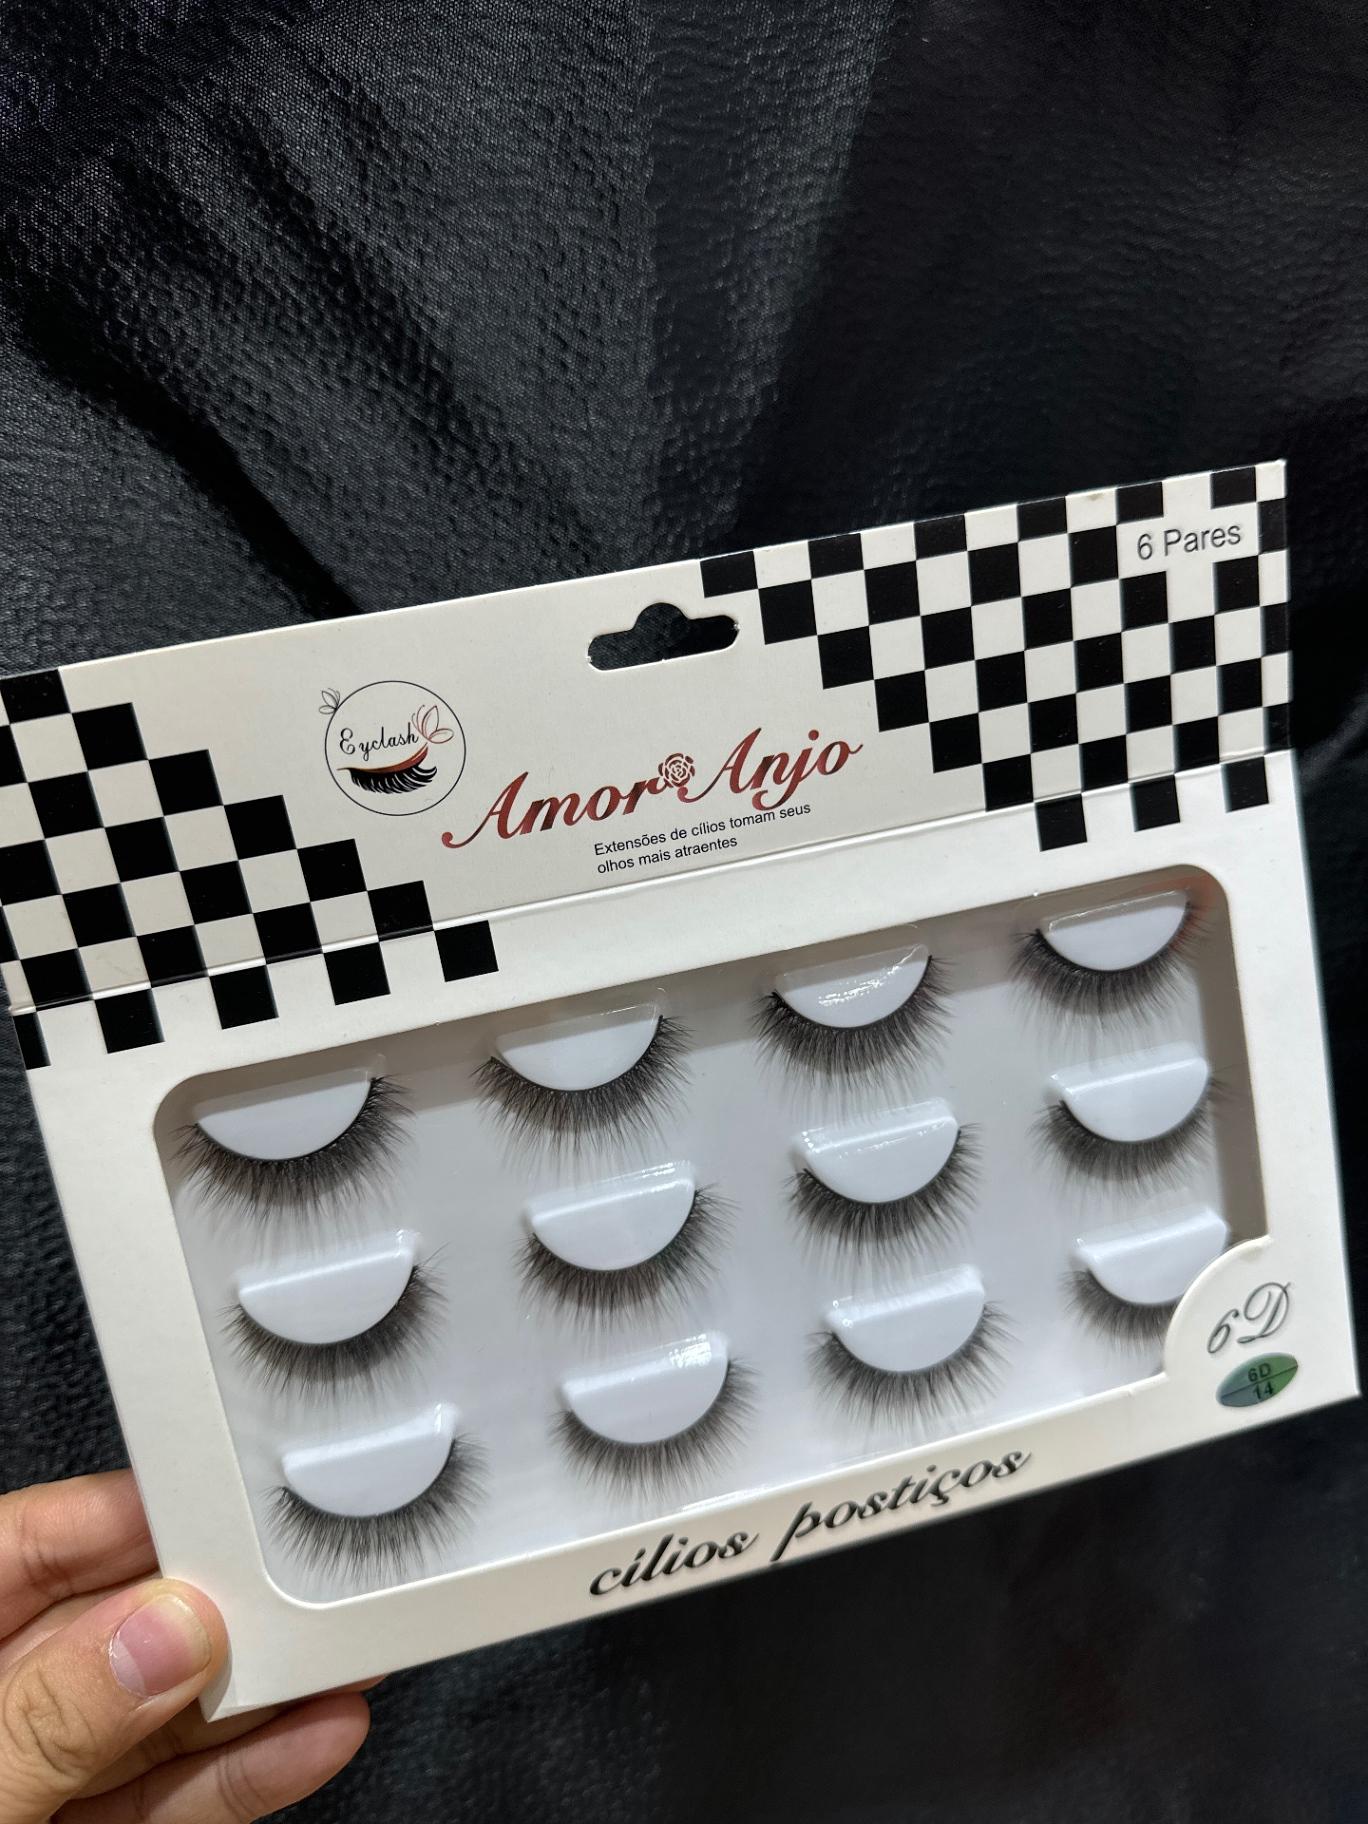 6 Pares
Eyclash
Amor Anjo
Extensões de cílios tomam seus
olhos mais atraentes
6D
6D
14
cílios postiços